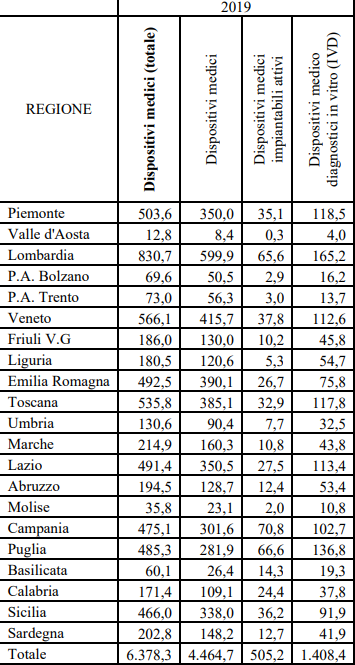 2019
REGIONE Dispositivi medici (totale) Dispositivi medici Dispositivi medici impiantabili attivi Dispositivi medico diagnostici in vitro (IVD)
Piemonte 503,6 350,0 35,1 118,5
Valle d'Aosta 12,8 8,4 0,3 4,0
Lombardia 830,7 599,9 65,6 165,2
P.A. Bolzano 69,6 50,5 2,9 16,2
P.A. Trento 73,0 56,3 3,0 13,7
Veneto 566,1 415,7 37,8 112,6
Friuli V.G 186,0 130,0 10,2 45,8
Liguria 180,5 120,6 5,3 54,7
Emilia Romagna 492,5 390,1 26,7 75,8
Toscana 535,8 385,1 32,9 117,8
Umbria 130,6 90,4 7,7 32,5
Marche 214,9 160,3 10,8 43,8
Lazio 491,4 350,5 27,5 113,4
Abruzzo 194,5 128,7 12,4 53,4
Molise 35,8 23,1 2,0 10,8
Campania 475,1 301,6 70,8 102,7
Puglia 485,3 281,9 66,6 136,8
Basilicata 60,1 26,4 14,3 19,3
Calabria 171,4 109,1 24,4 37,8
Sicilia 466,0 338,0 36,2 91,9
Sardegna 202,8 148,2 12,7 41,9
Totale 6.378,3 4.464,7 505,2 1.408,4